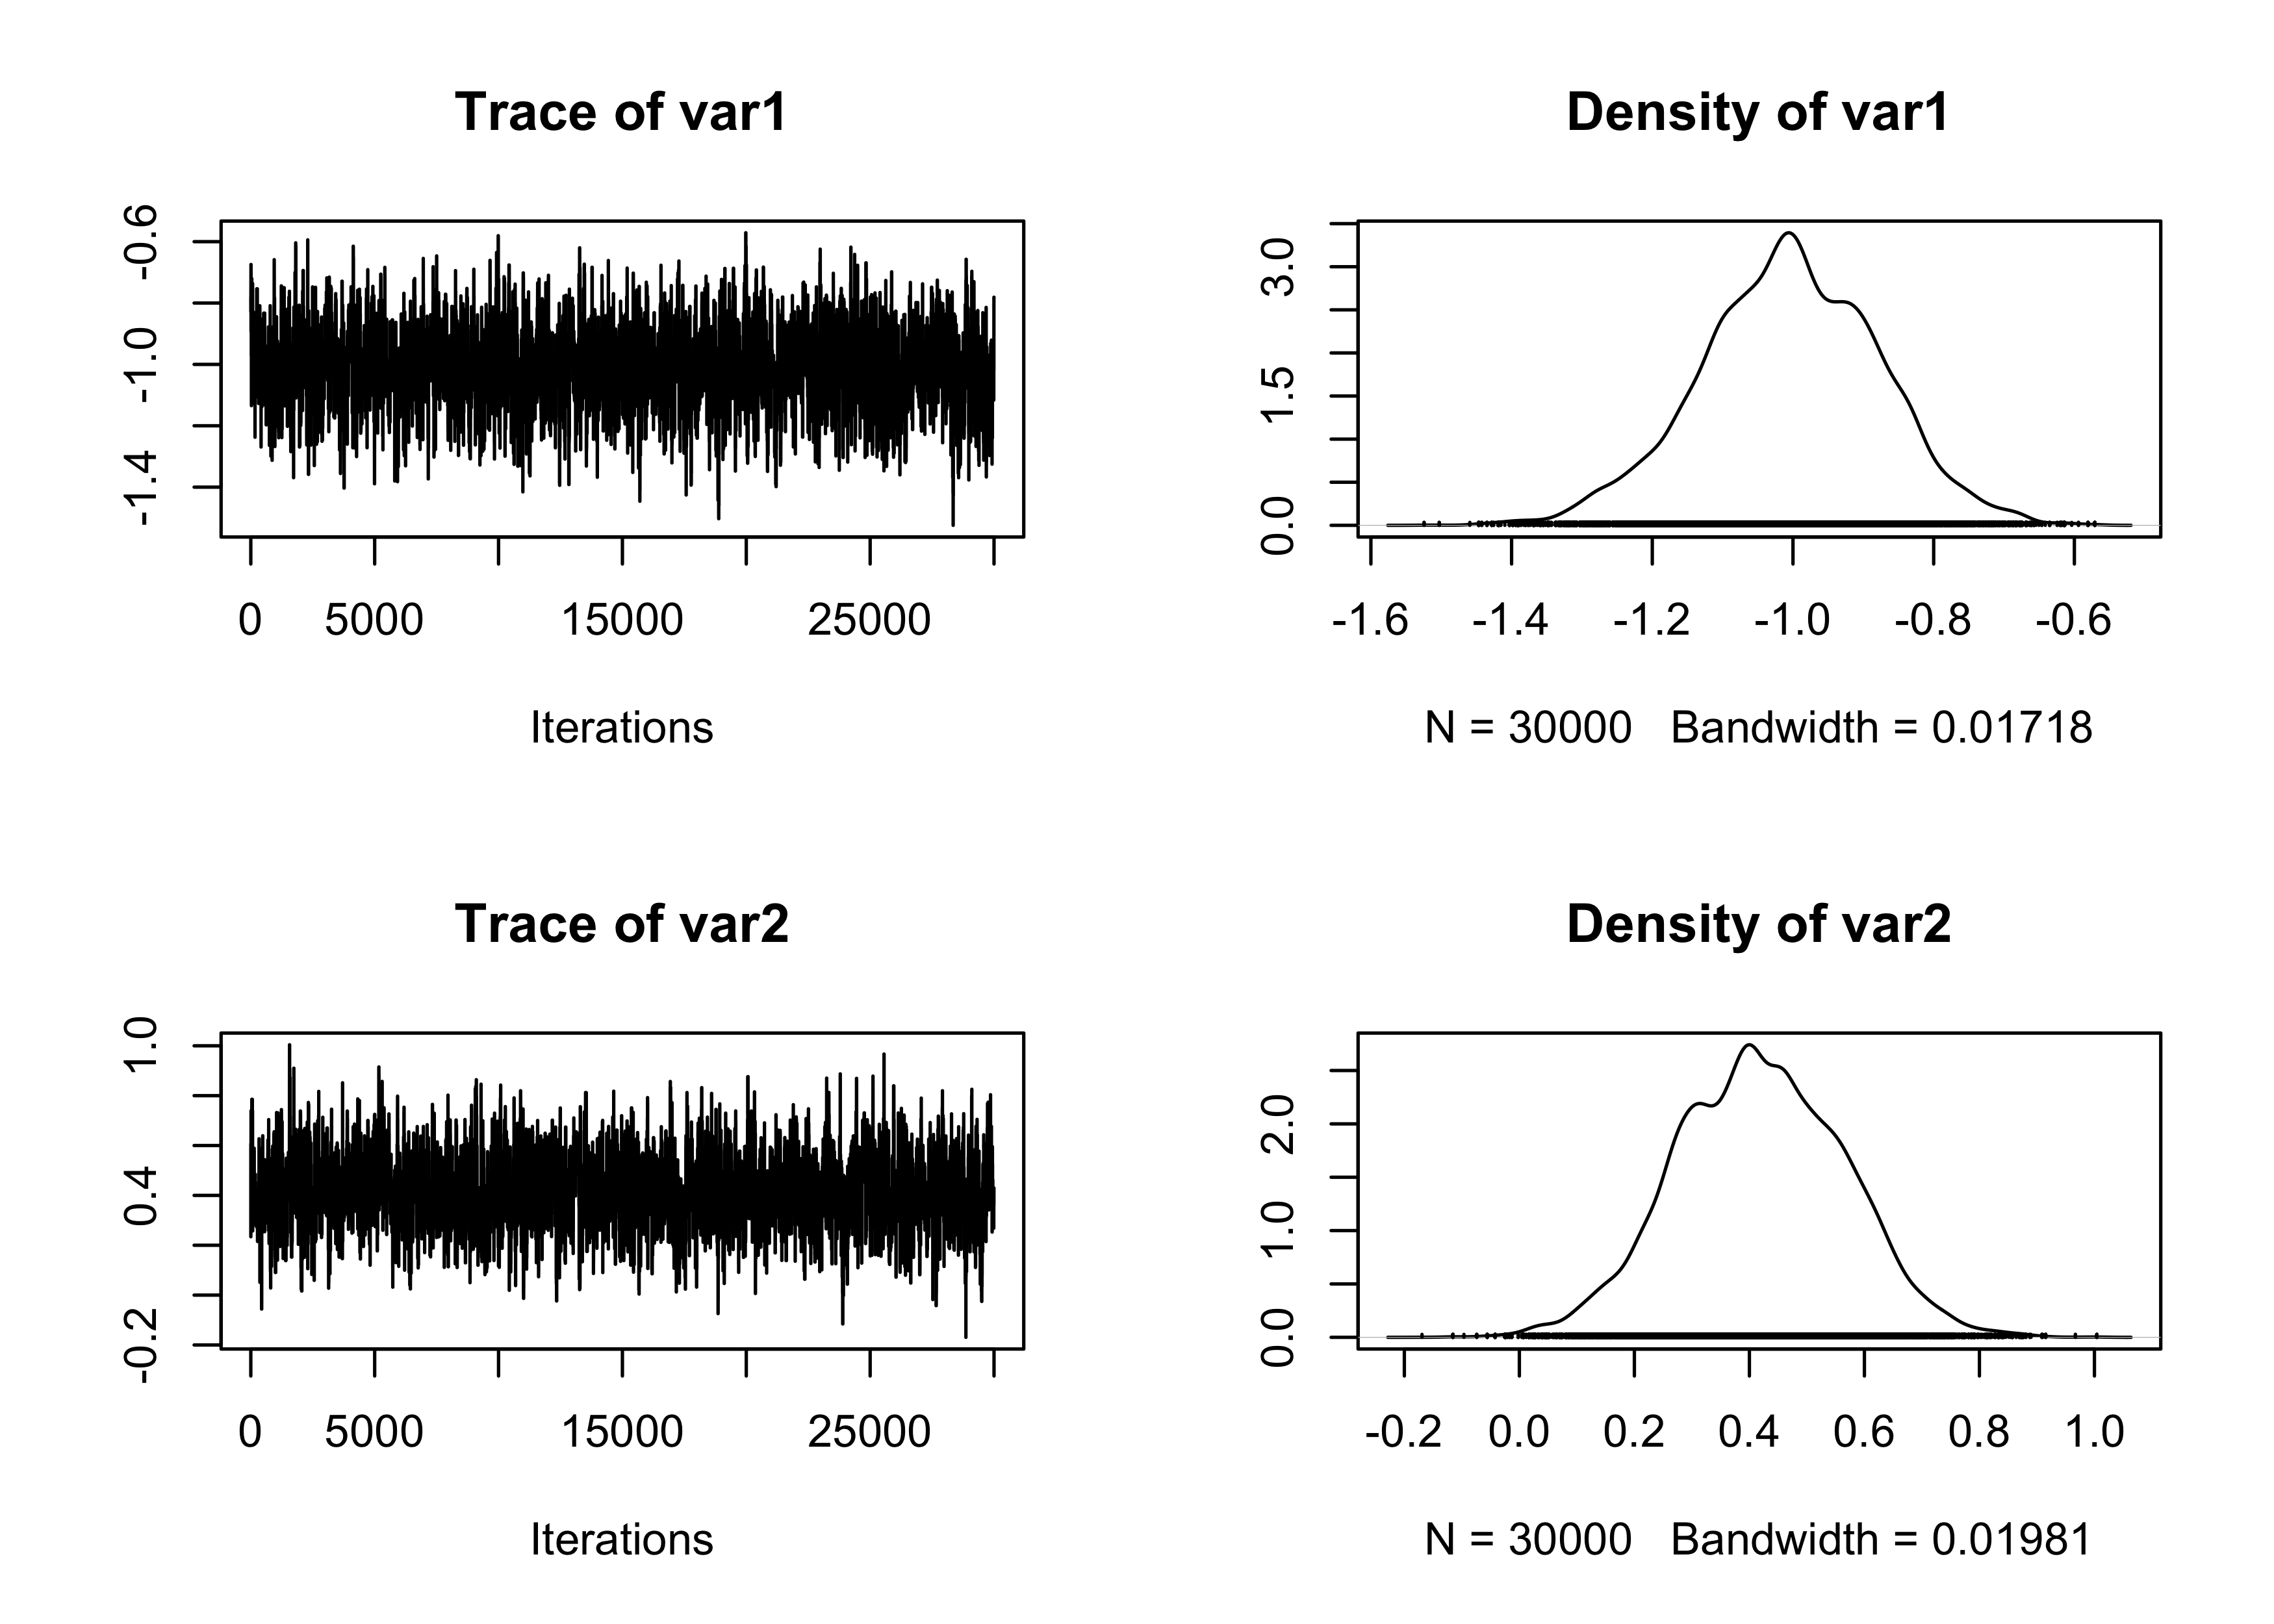 Trace of var1
-0.6
-1.0
-1.4
0 5000 15000 25000
Iterations
Density of var1
3.0
1.5
0.0
-1.6 -1.4 -1.2 -1.0 -0.8 -0.6
N = 30000 Bandwidth = 0.01718
Trace of var2
1.0
0.4
-0.2
0 5000 15000 25000
Iterations
Density of var2
2.0
1.0
0.0
-0.2 0.0 0.2 0.4 0.6 0.8 1.0
N = 30000 Bandwidth = 0.01981